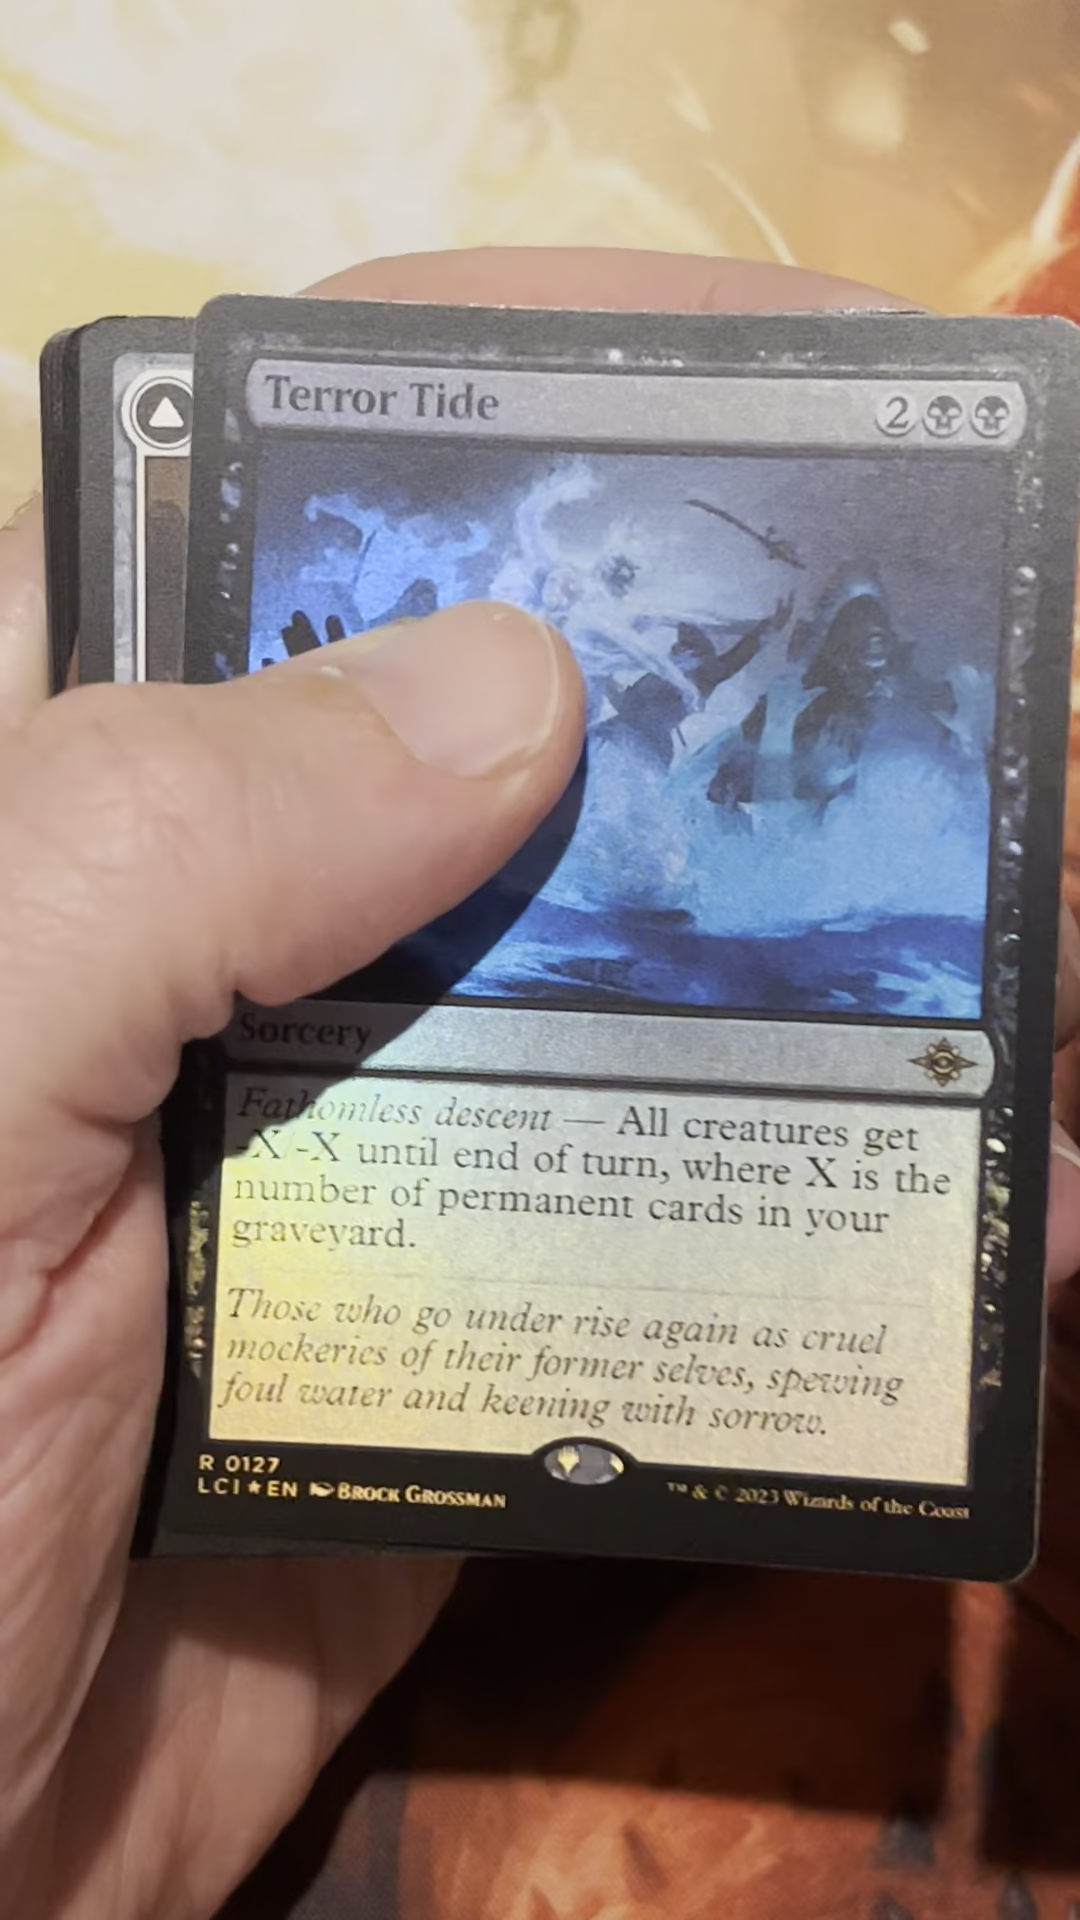 Terror Tide 2
Sorcery
Fathomless descent — All creatures get
-X/-X until end of turn, where X is the
number of permanent cards in your
graveyard.
Those who go under rise again as cruel
mockeries of their former selves, spewing
foul water and keening with sorrow.
R 0127
LCI★EN Brock Grossman
™ & © 2023 Wizards of the Coast